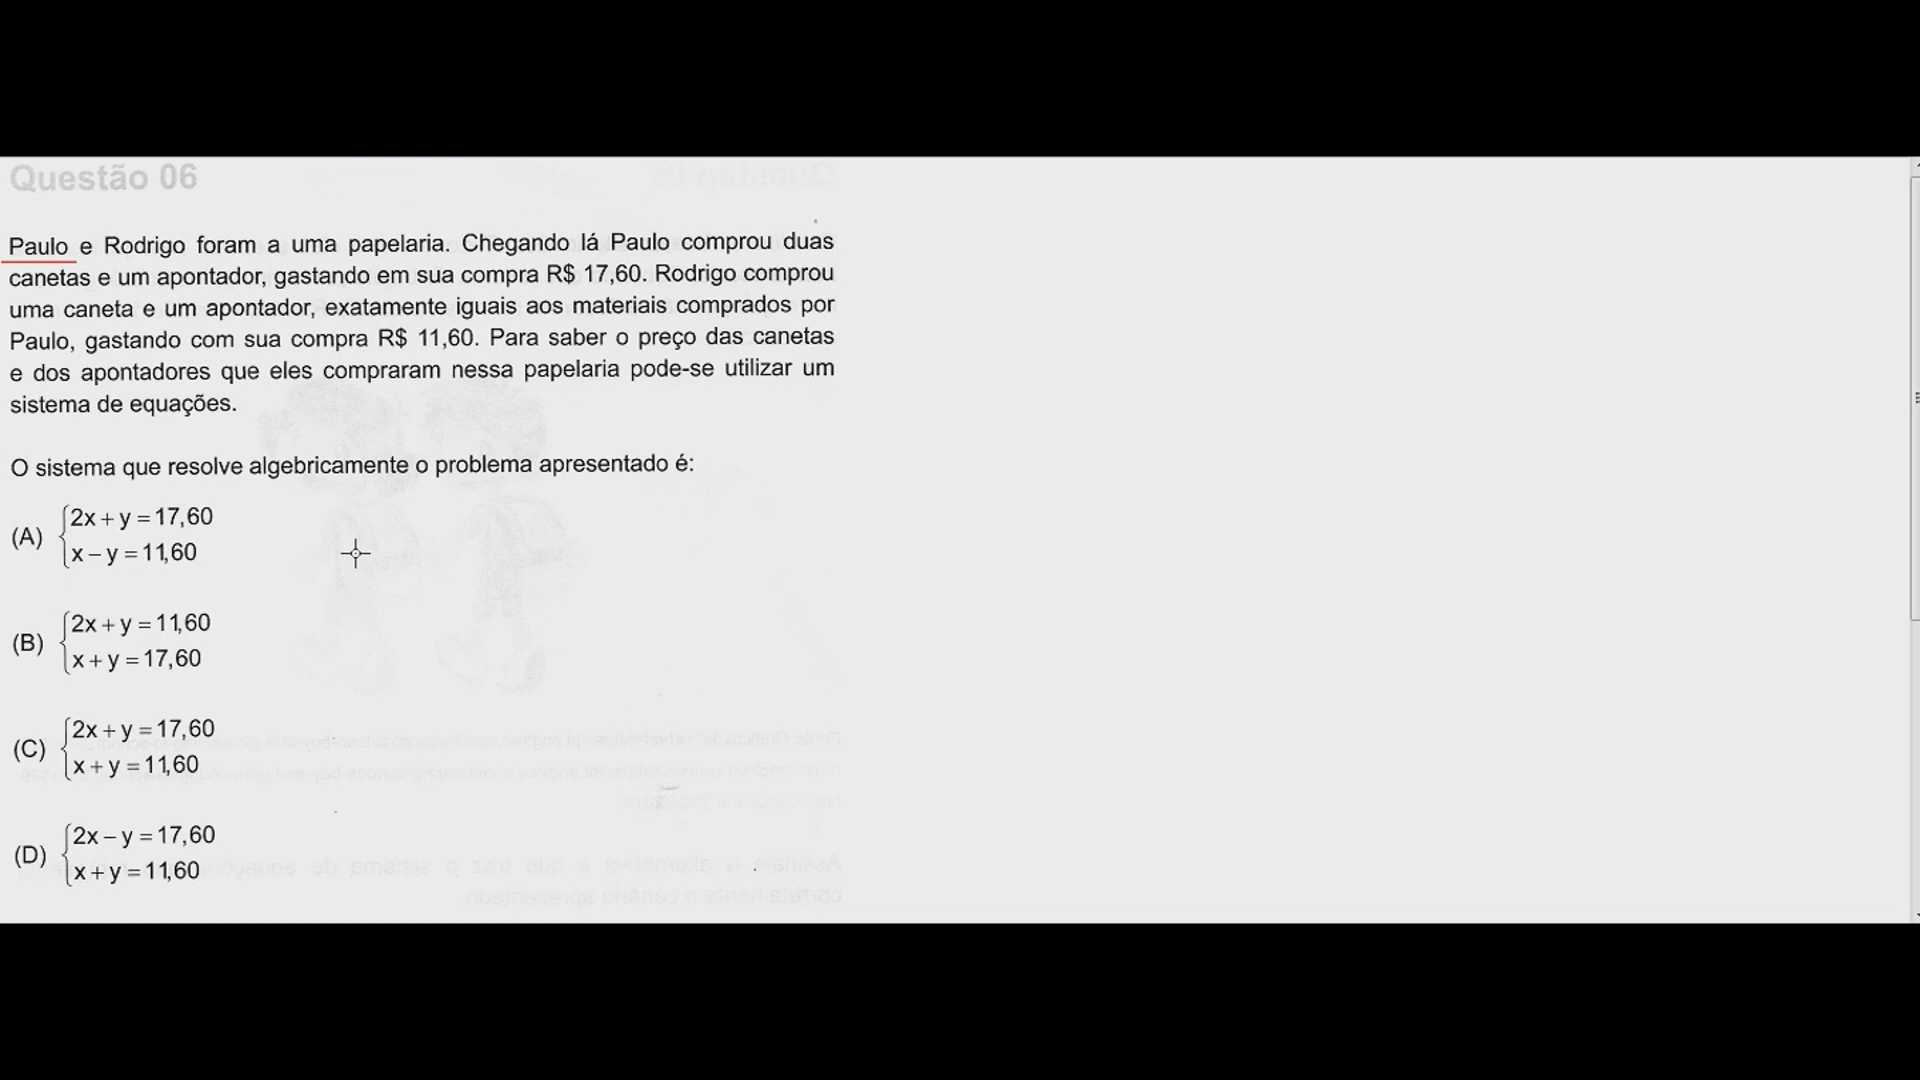 Questão 06
Paulo e Rodrigo foram a uma papelaria. Chegando lá Paulo comprou duas
canetas e um apontador, gastando em sua compra R$ 17,60. Rodrigo comprou
uma caneta e um apontador, exatamente iguais aos materiais comprados por
Paulo, gastando com sua compra R$ 11,60. Para saber o preço das canetas
e dos apontadores que eles compraram nessa papelaria pode-se utilizar um
sistema de equações.
O sistema que resolve algebricamente o problema apresentado é:
(A) 2x + y = 17,60
x – y = 11,60
(B) 2x + y = 11,60
x + y = 17,60
(C) 2x + y = 17,60
x + y = 11,60
(D) 2x – y = 17,60
x + y = 11,60